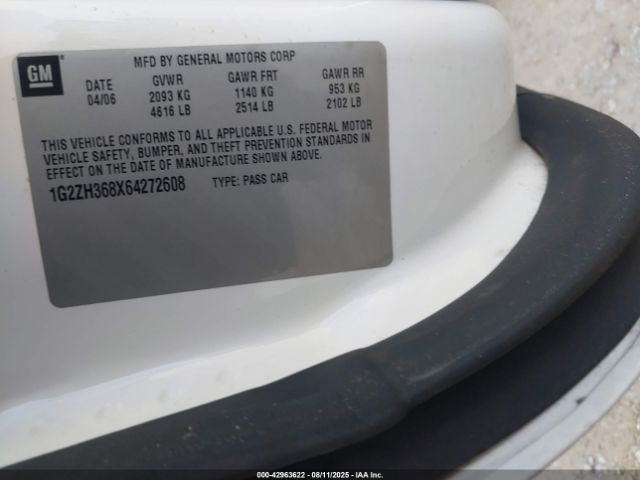 GM
MFD BY GENERAL MOTORS CORP
DATE GVWR GAWR FRT GAWR RR
04/06 2093 KG 1140 KG 953 KG
4616 LB 2514 LB 2102 LB
THIS VEHICLE CONFORMS TO ALL APPLICABLE U.S. FEDERAL MOTOR
VEHICLE SAFETY, BUMPER, AND THEFT PREVENTION STANDARDS IN
EFFECT ON THE DATE OF MANUFACTURE SHOWN ABOVE.
1G2ZH368X64272608 TYPE: PASS CAR
000-42963622 - 08/11/2025 - IAA Inc.